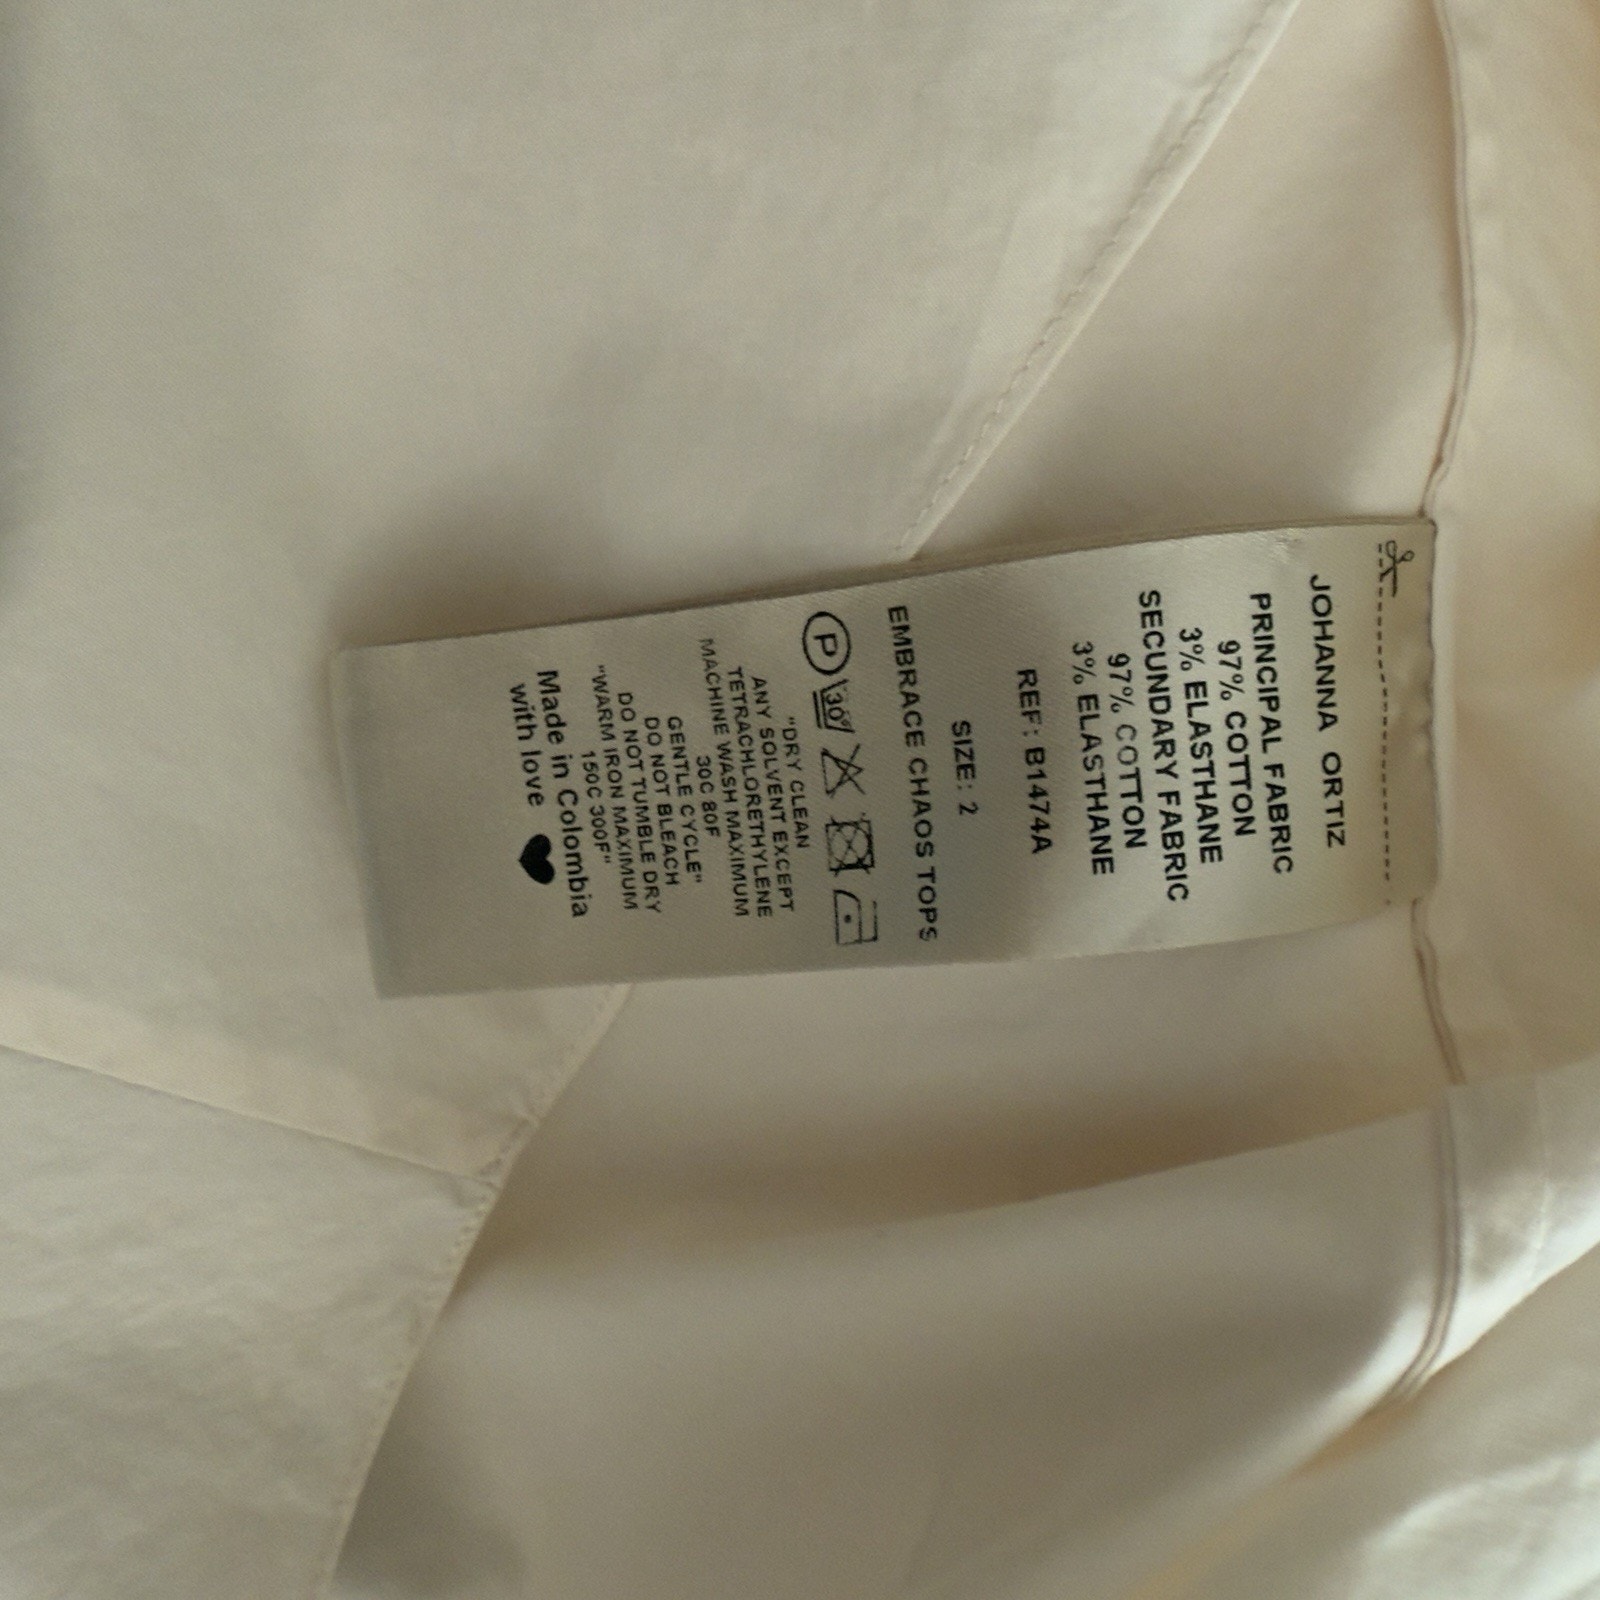 JOHANNA ORTIZ
PRINCIPAL FABRIC
97% COTTON
3% ELASTHANE
SECUNDARY FABRIC
97% COTTON
3% ELASTHANE
REF: B1474A
SIZE: 2
EMBRACE CHAOS TOPS
P 30°
"DRY CLEAN
ANY SOLVENT EXCEPT
TETRACHLORETHYLENE
MACHINE WASH MAXIMUM
30C 80F
GENTLE CYCLE"
DO NOT BLEACH
DO NOT TUMBLE DRY
"WARM IRON MAXIMUM
150C 300F"
Made in Colombia
with love